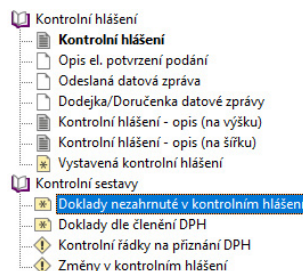 Kontrolní hlášení
Kontrolní hlášení
Opis el. potvrzení podání
Odeslaná datová zpráva
Dodejka/Doručenka datové zprávy
Kontrolní hlášení - opis (na výšku)
Kontrolní hlášení - opis (na šířku)
Vystavená kontrolní hlášení
Kontrolní sestavy
Doklady nezahrnuté v kontrolním hlášení
Doklady dle členění DPH
Kontrolní řádky na přiznání DPH
Změny v kontrolním hlášení